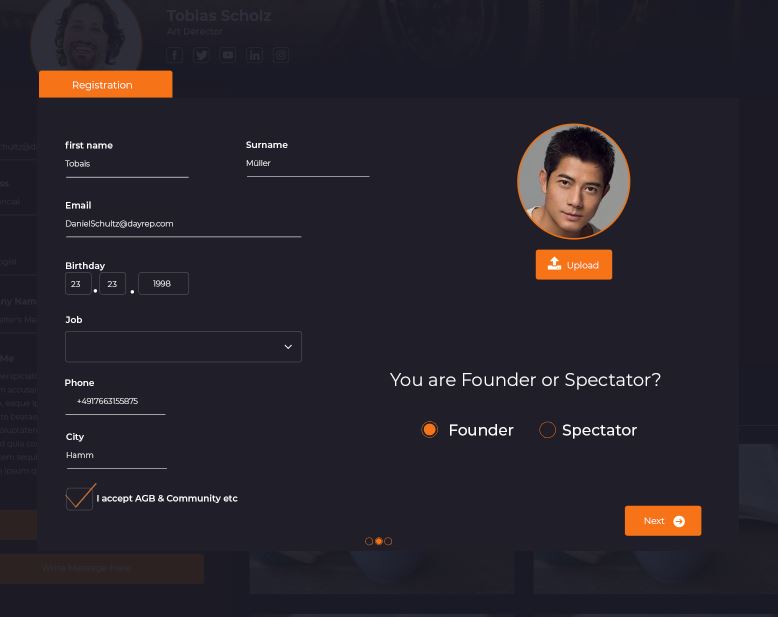 Tobias Scholz
Art Derector
Registration
first name
Surname
Tobais
Müller
Email
DanielSchultz@dayrep.com
Birthday
23 . 23 . 1998
Upload
Job
Phone
+4917663155875
You are Founder or Spectator?
Founder
Spectator
City
Hamm
I accept AGB & Community etc
Next
Write Message Here